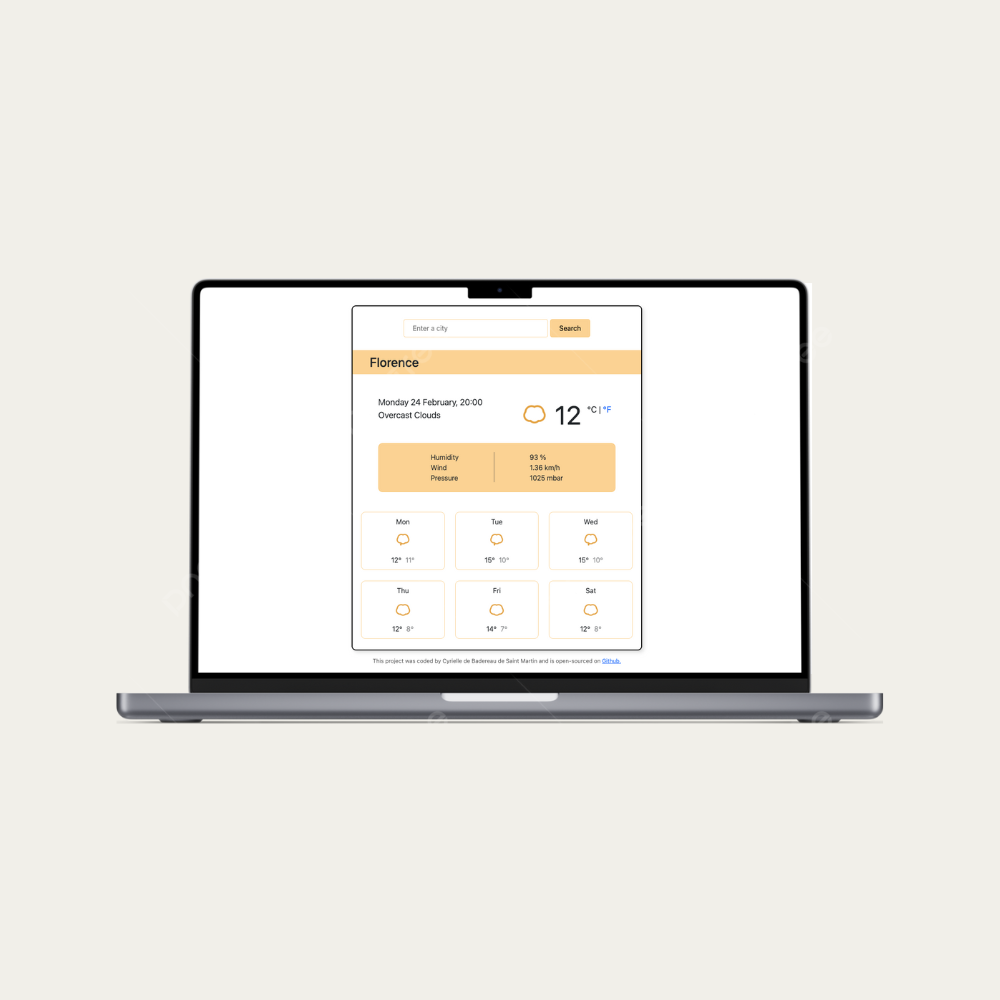 Enter a city
Search
Florence
Monday 24 February, 20:00
Overcast Clouds
12 °C | °F
Humidity 93 %
Wind 1.36 km/h
Pressure 1025 mbar
Mon
12° 11°
Tue
15° 10°
Wed
15° 10°
Thu
12° 8°
Fri
14° 7°
Sat
12° 8°
This project was coded by Cyrielle de Badereau de Saint Martin and is open-sourced on Github.